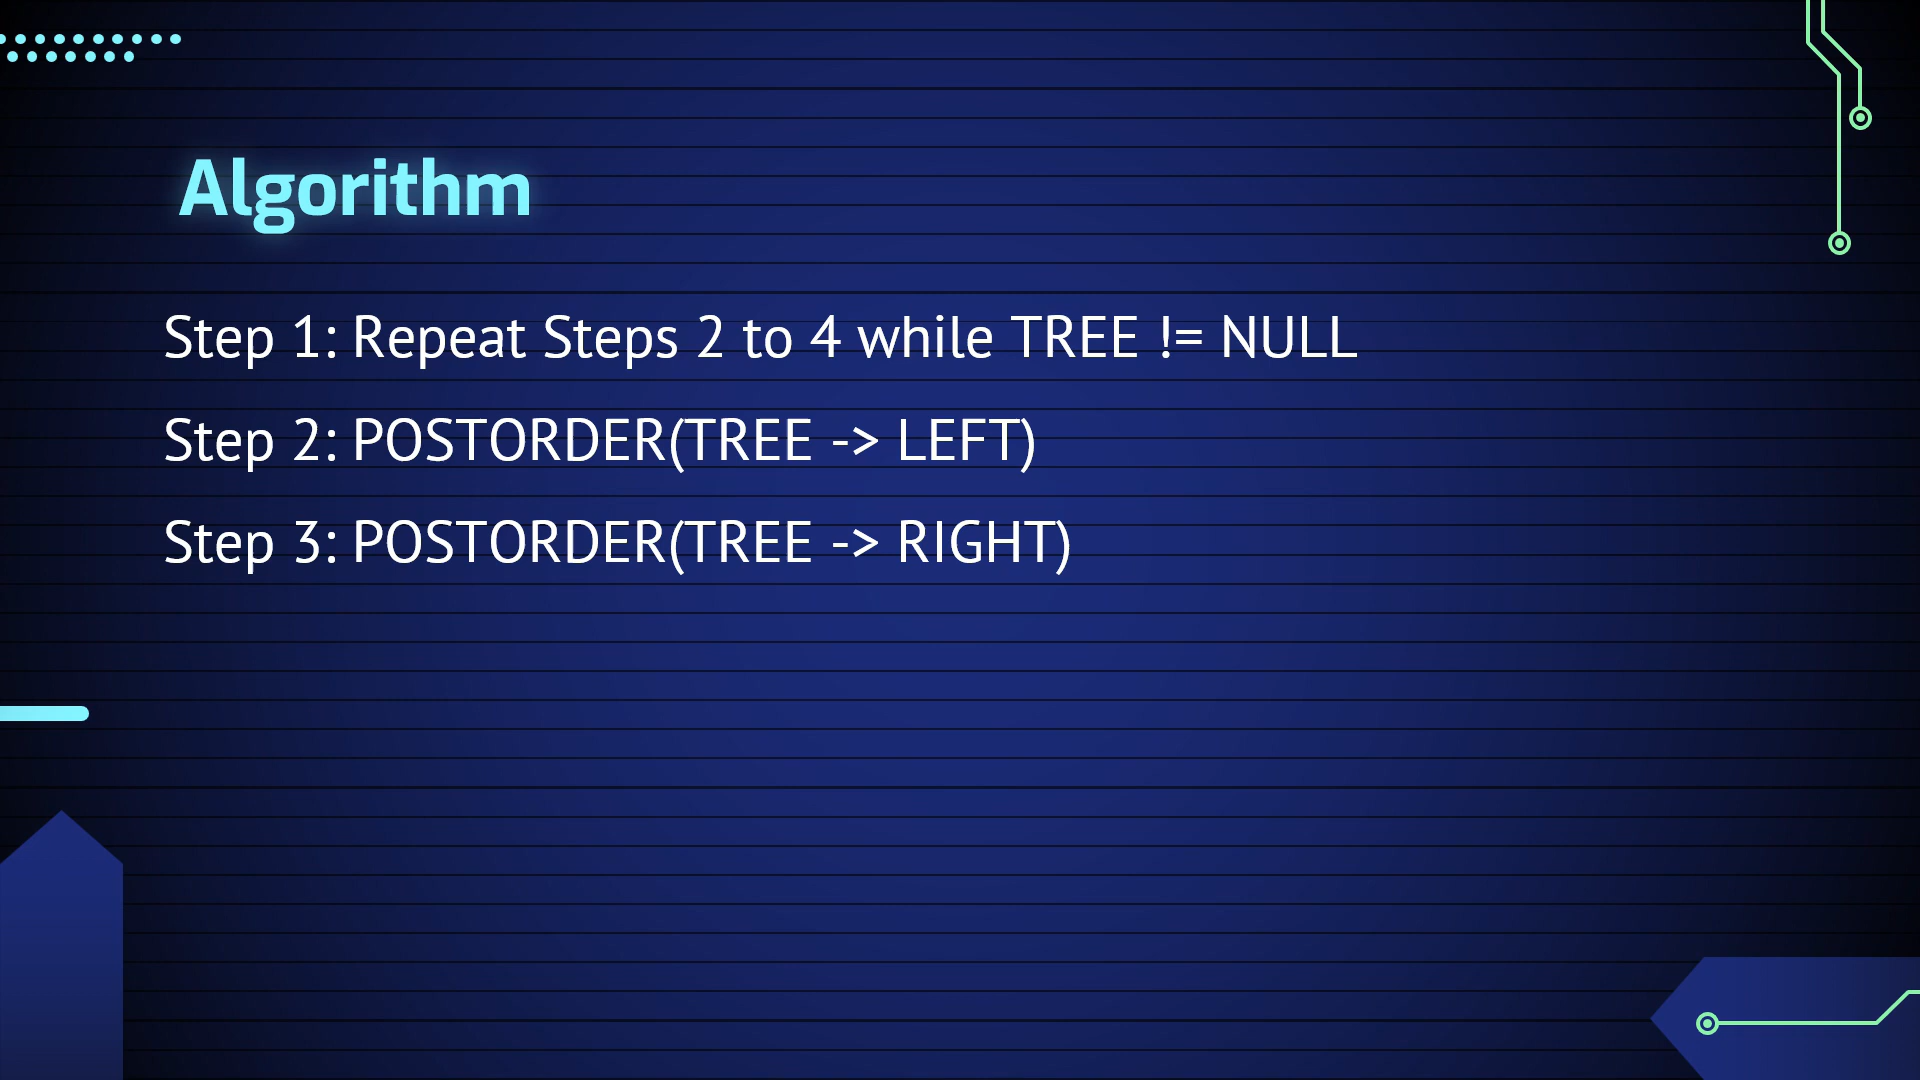 Algorithm
Step 1: Repeat Steps 2 to 4 while TREE != NULL
Step 2: POSTORDER(TREE -> LEFT)
Step 3: POSTORDER(TREE -> RIGHT)